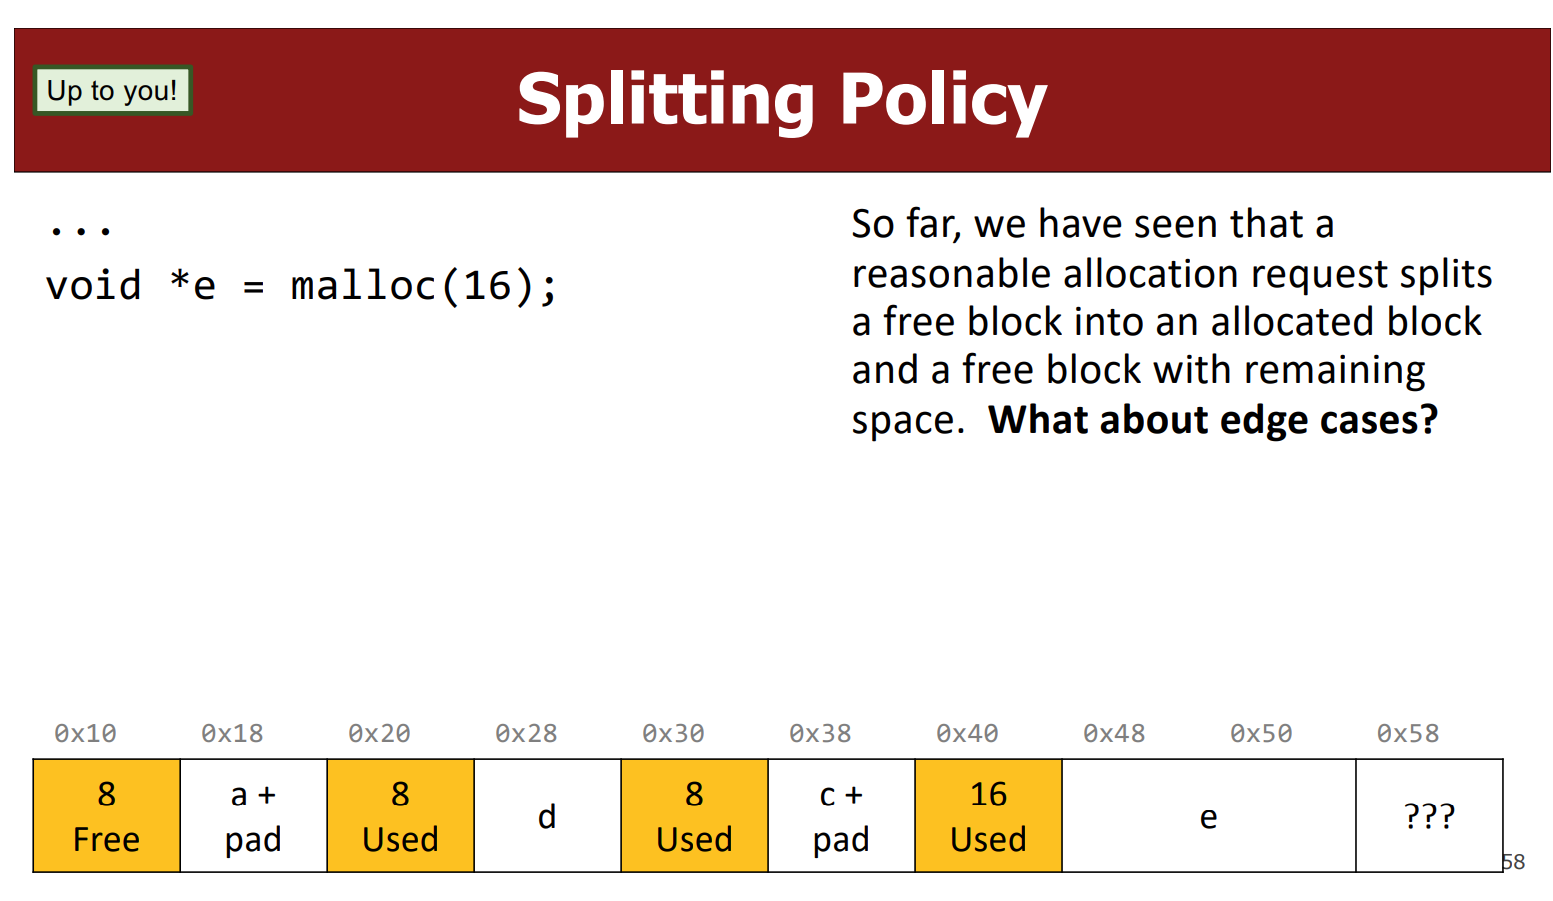 Up to you!
Splitting Policy
...
void *e = malloc(16);
So far, we have seen that a
reasonable allocation request splits
a free block into an allocated block
and a free block with remaining
space. What about edge cases?
0x10 0x18 0x20 0x28 0x30 0x38 0x40 0x48 0x50 0x58
8 a + 8 d 8 c + 16 e ???
Free pad Used Used pad Used
58